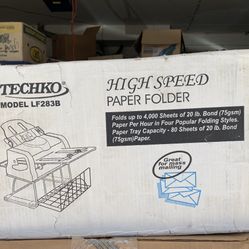 TECHKO
MODEL LF283B
HIGH SPEED
PAPER FOLDER
Folds up to 4,000 Sheets of 20 lb. Bond (75gsm)
Paper Per Hour in Four Popular Folding Styles.
Paper Tray Capacity - 80 Sheets of 20 lb. Bond
(75gsm)Paper.
Great
for mass
mailing